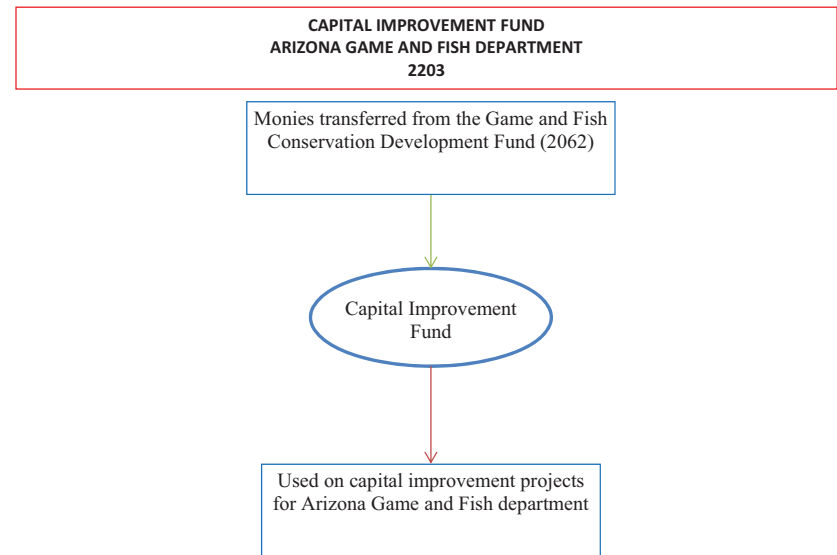 CAPITAL IMPROVEMENT FUND
ARIZONA GAME AND FISH DEPARTMENT
2203
Monies transferred from the Game and Fish
Conservation Development Fund (2062)
Capital Improvement
Fund
Used on capital improvement projects
for Arizona Game and Fish department